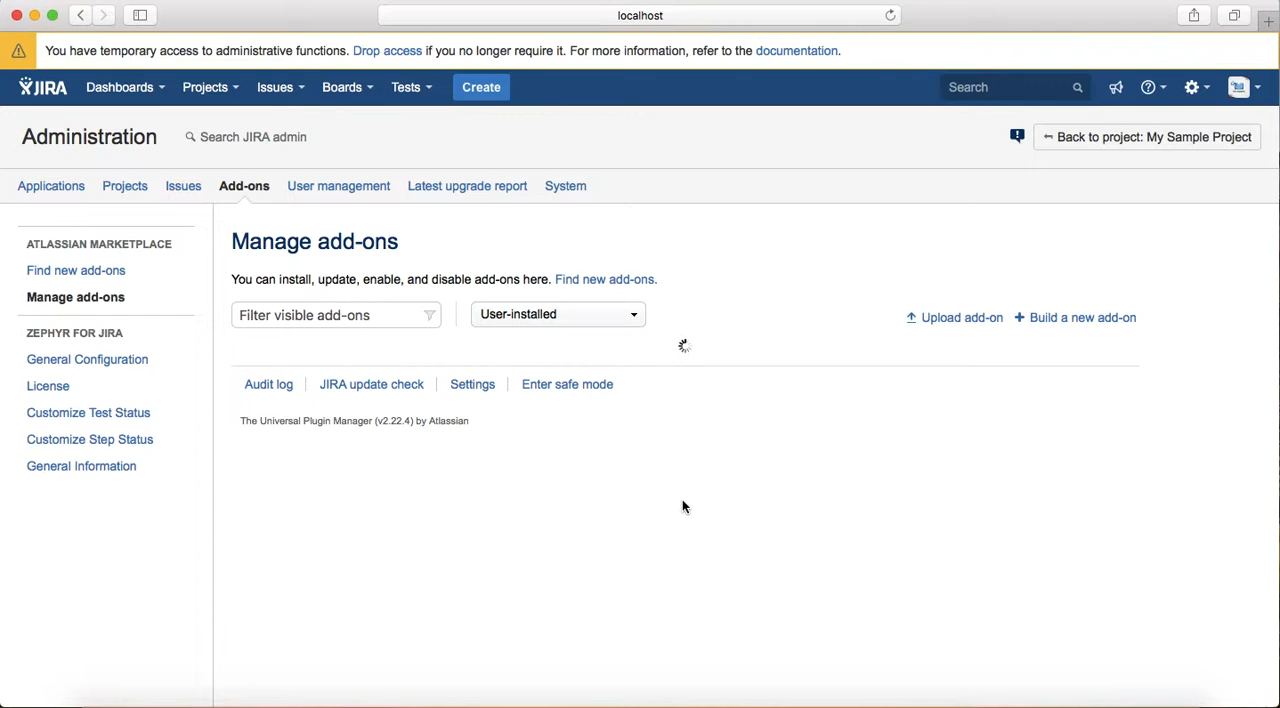 localhost
You have temporary access to administrative functions. Drop access if you no longer require it. For more information, refer to the documentation.
JIRA Dashboards Projects Issues Boards Tests Create Search
Administration Search JIRA admin Back to project: My Sample Project
Applications Projects Issues Add-ons User management Latest upgrade report System
ATLASSIAN MARKETPLACE
Find new add-ons
Manage add-ons
ZEPHYR FOR JIRA
General Configuration
License
Customize Test Status
Customize Step Status
General Information
Manage add-ons
You can install, update, enable, and disable add-ons here. Find new add-ons.
Filter visible add-ons User-installed Upload add-on + Build a new add-on
Audit log JIRA update check Settings Enter safe mode
The Universal Plugin Manager (v2.22.4) by Atlassian